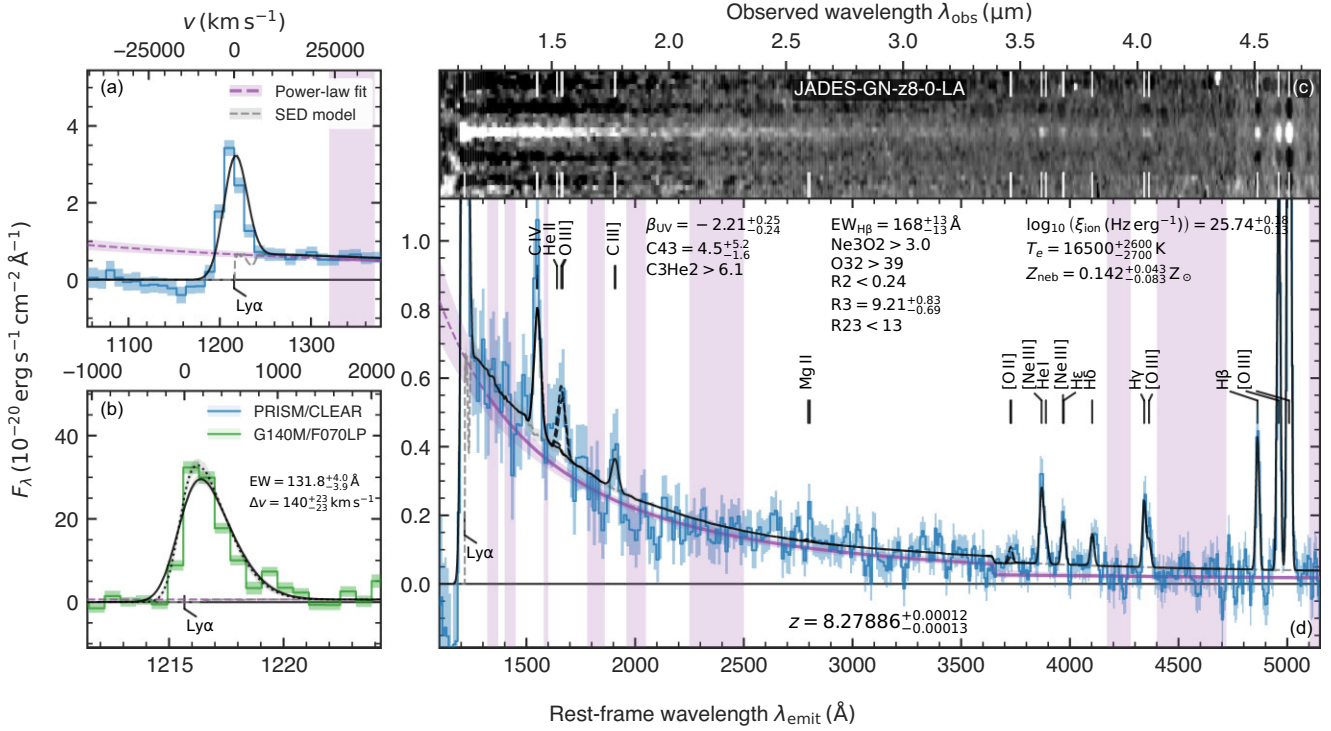 v (km s⁻¹)
−25000 0 25000
(a)
Power-law fit
SED model
4
2
0
Lyα
1100 1200 1300
−1000 0 1000 2000
(b)
PRISM/CLEAR
G140M/F070LP
40
20
0
EW = 131.8 +4.0 −3.9 Å
Δv = 140 +23 −23 km s⁻¹
Lyα
1215 1220
F_λ (10⁻²⁰ erg s⁻¹ cm⁻² Å⁻¹)
Observed wavelength λ_obs (μm)
1.5 2.0 2.5 3.0 3.5 4.0 4.5
JADES-GN-z8-0-LA
(c)
1.0
0.8
0.6
0.4
0.2
0.0
C IV
He II
O III]
C III]
β_UV = −2.21 +0.25 −0.24
C43 = 4.5 +5.2 −1.6
C3He2 > 6.1
EW_Hβ = 168 +13 −13 Å
Ne3O2 > 3.0
O32 > 39
R2 < 0.24
R3 = 9.21 +0.83 −0.69
R23 < 13
log₁₀ (ξ_ion (Hz erg⁻¹)) = 25.74 +0.18 −0.13
T_e = 16500 +2600 −2700 K
Z_neb = 0.142 +0.043 −0.083 Z_⊙
Mg II
[O II]
[Ne III]
He I
[Ne III]
Hε
Hδ
Hγ
[O III]
Hβ
[O III]
Lyα
z = 8.27886 +0.00012 −0.00013
(d)
1500 2000 2500 3000 3500 4000 4500 5000
Rest-frame wavelength λ_emit (Å)